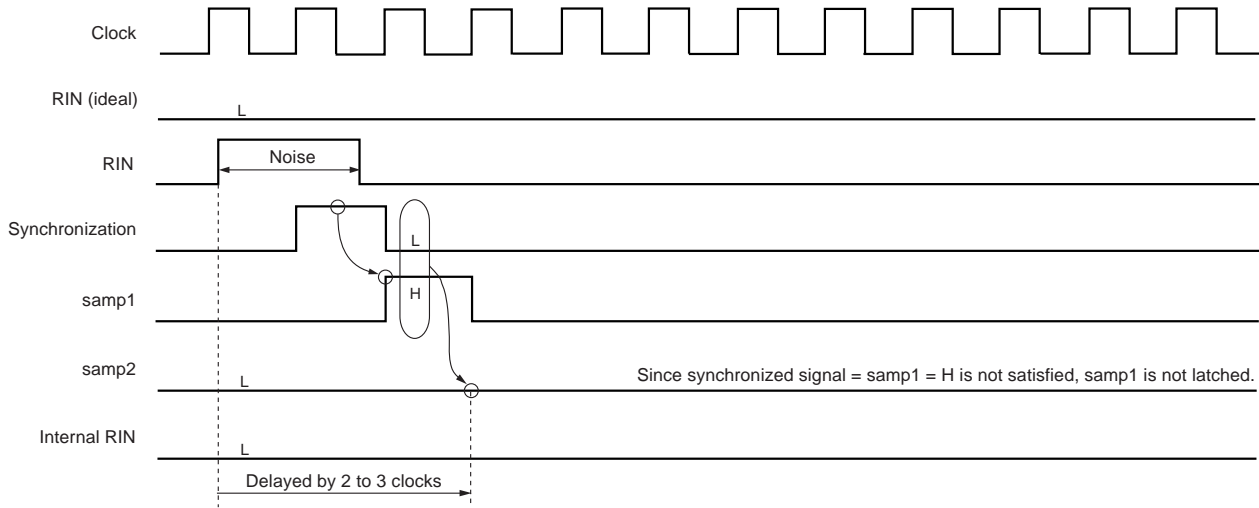 Clock
RIN (ideal)
L
RIN
Noise
Synchronization
L
samp1
H
samp2
L
Since synchronized signal = samp1 = H is not satisfied, samp1 is not latched.
Internal RIN
L
Delayed by 2 to 3 clocks